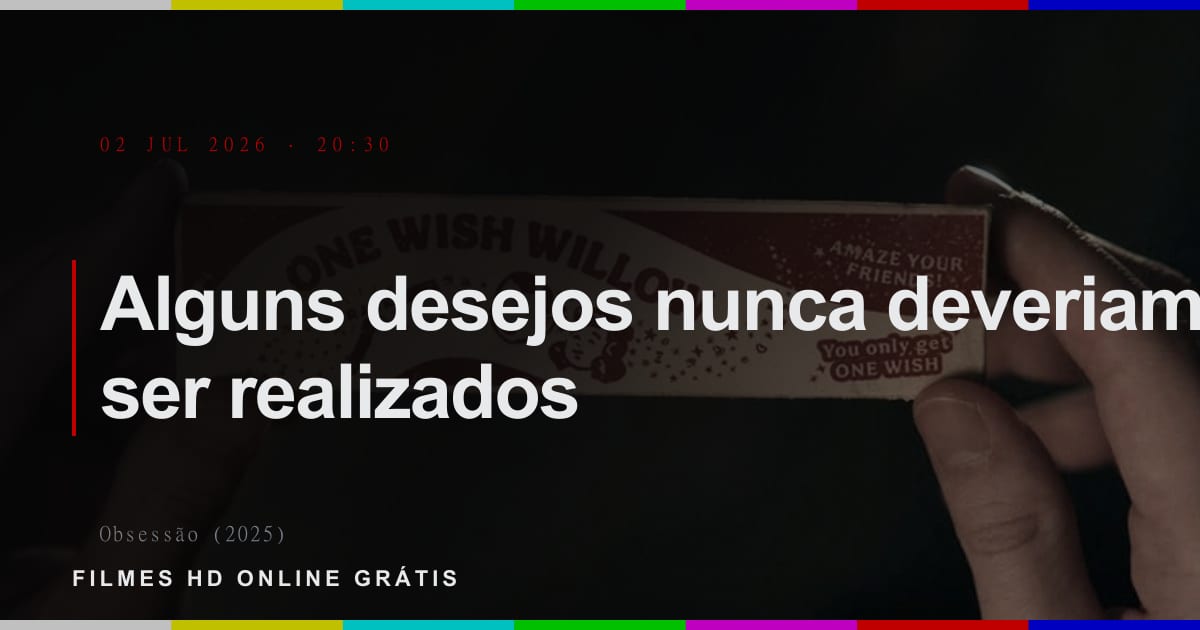 02 JUL 2026 · 20:30
ONE WISH WILLOW
AMAZE YOUR
FRIENDS!
Alguns desejos nunca deveriam
You only get
ONE WISH
ser realizados
Obsessão (2025)
FILMES HD ONLINE GRÁTIS